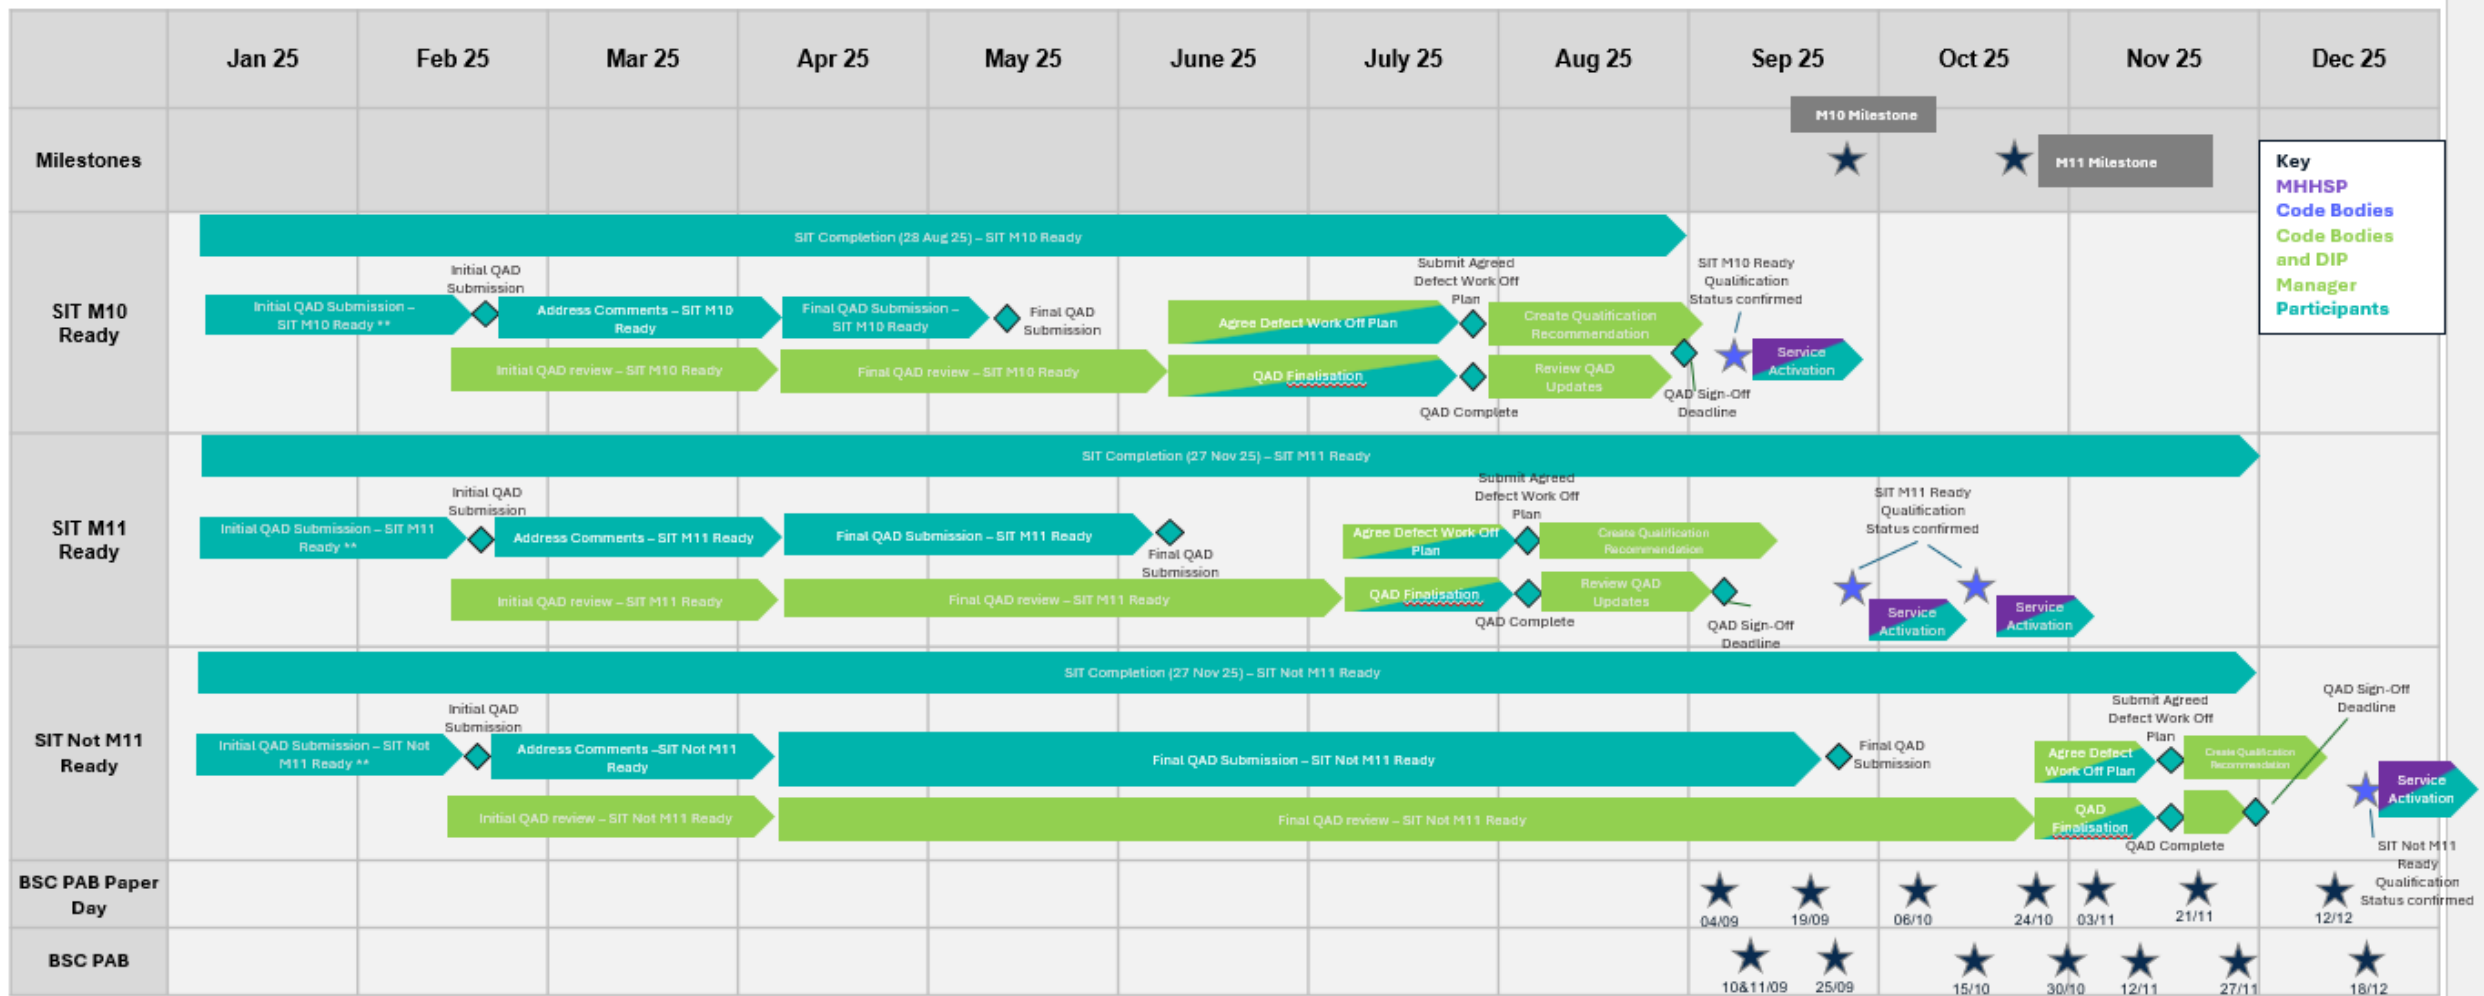 Jan 25
Feb 25
Mar 25
Apr 25
May 25
June 25
July 25
Aug 25
Sep 25
Oct 25
Nov 25
Dec 25
Milestones
M10 Milestone
M11 Milestone
Key
MHHSP
Code Bodies
Code Bodies
and DIP
Manager
Participants
SIT M10
Ready
SIT Completion (28 Aug 25) – SIT M10 Ready
Initial QAD
Submission
Initial QAD Submission –
SIT M10 Ready **
Address Comments – SIT M10
Ready
Final QAD Submission –
SIT M10 Ready
Final QAD
Submission
Submit Agreed
Defect Work Off
Plan
Agree Defect Work Off Plan
Create Qualification
Recommendation
SIT M10 Ready
Qualification
Status confirmed
Service
Activation
Initial QAD review – SIT M10 Ready
Final QAD review – SIT M10 Ready
QAD Finalisation
Review QAD
Updates
QAD Complete
QAD Sign-Off
Deadline
SIT M11
Ready
SIT Completion (27 Nov 25) – SIT M11 Ready
Initial QAD
Submission
Initial QAD Submission – SIT M11
Ready **
Address Comments – SIT M11 Ready
Final QAD Submission – SIT M11 Ready
Final QAD
Submission
Submit Agreed
Defect Work Off
Plan
Agree Defect Work Off
Plan
Create Qualification
Recommendation
SIT M11 Ready
Qualification
Status confirmed
Initial QAD review – SIT M11 Ready
Final QAD review – SIT M11 Ready
QAD Finalisation
Review QAD
Updates
QAD Complete
QAD Sign-Off
Deadline
Service
Activation
Service
Activation
SIT Not M11
Ready
SIT Completion (27 Nov 25) – SIT Not M11 Ready
Initial QAD
Submission
Initial QAD Submission – SIT Not
M11 Ready **
Address Comments –SIT Not M11
Ready
Final QAD Submission – SIT Not M11 Ready
Final QAD
Submission
Submit Agreed
Defect Work Off
Plan
Agree Defect
Work Off Plan
Create Qualification
Recommendation
QAD Sign-Off
Deadline
Service
Activation
Initial QAD review – SIT Not M11 Ready
Final QAD review – SIT Not M11 Ready
QAD
Finalisation
QAD Complete
SIT Not M11
Ready
Qualification
Status confirmed
BSC PAB Paper
Day
04/09
19/09
06/10
24/10
03/11
21/11
12/12
BSC PAB
10&11/09
25/09
15/10
30/10
12/11
27/11
18/12